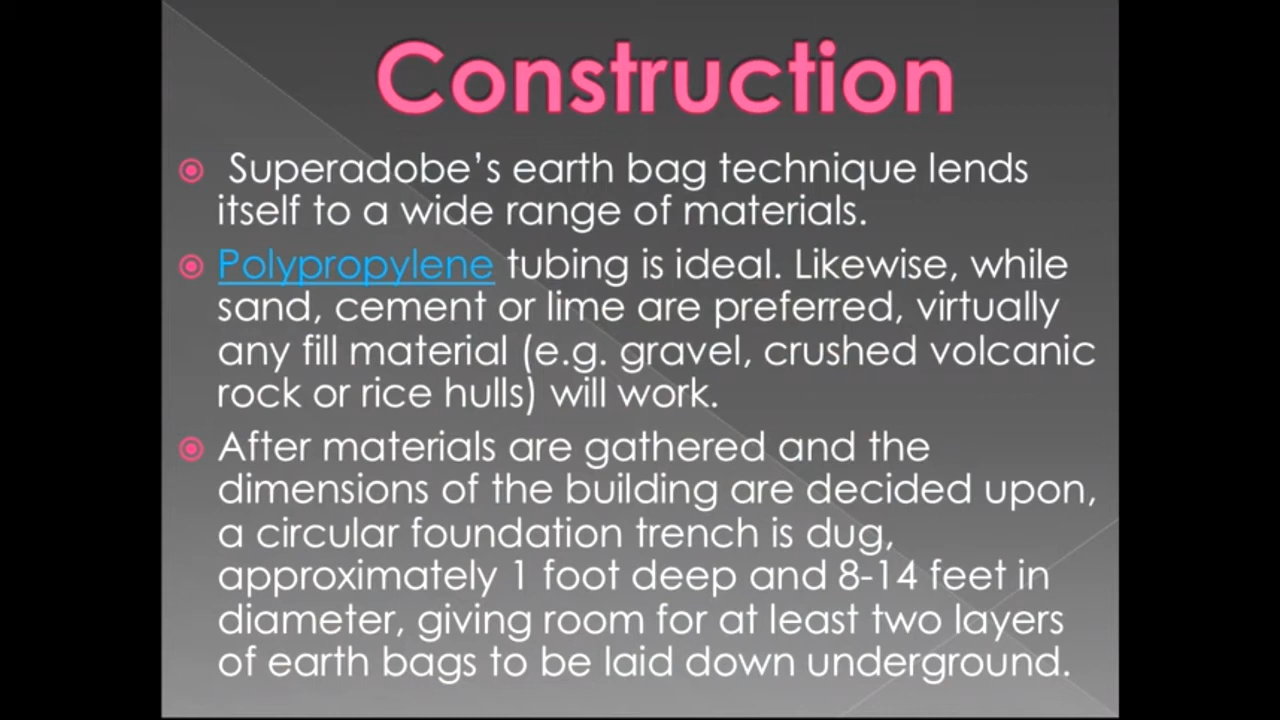 Construction
Superadobe’s earth bag technique lends
itself to a wide range of materials.
Polypropylene tubing is ideal. Likewise, while
sand, cement or lime are preferred, virtually
any fill material (e.g. gravel, crushed volcanic
rock or rice hulls) will work.
After materials are gathered and the
dimensions of the building are decided upon,
a circular foundation trench is dug,
approximately 1 foot deep and 8-14 feet in
diameter, giving room for at least two layers
of earth bags to be laid down underground.